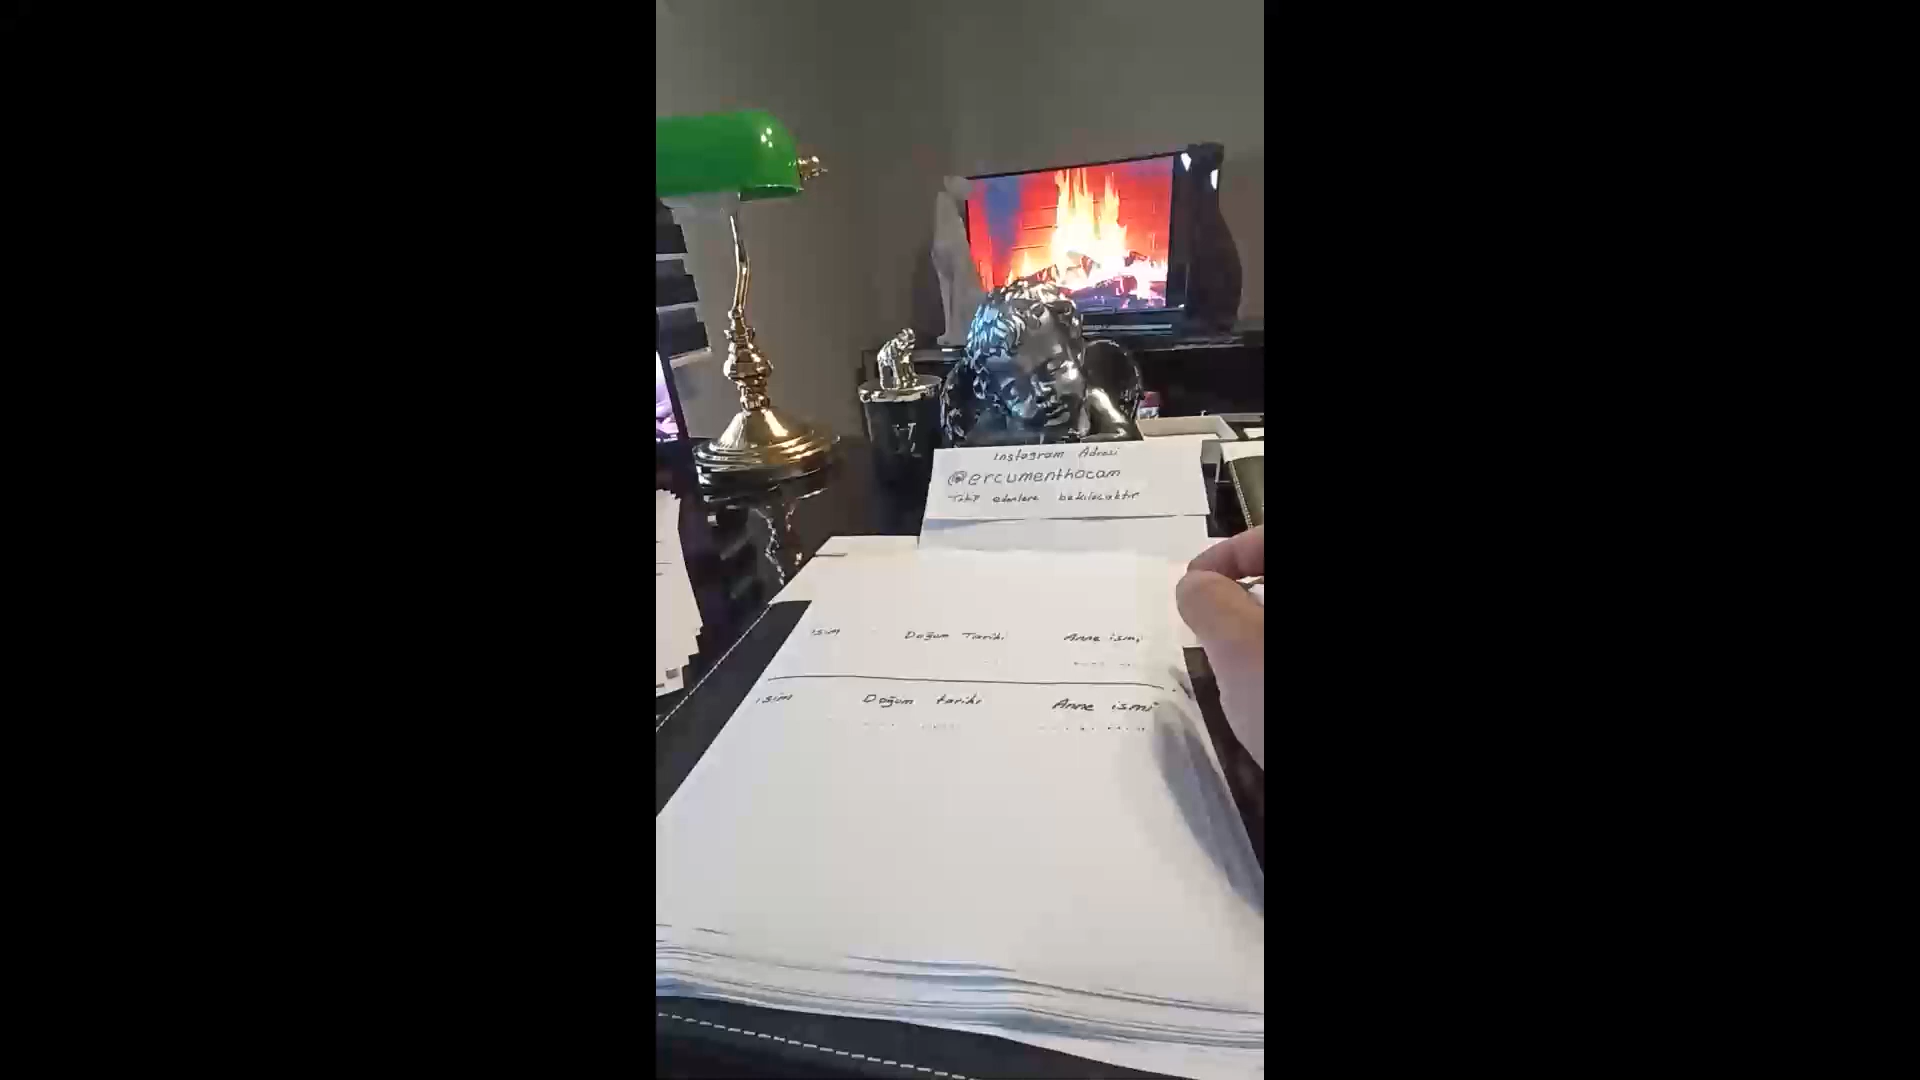 Instagram Adresi
@ercumenthocam
Takip edenlere bakılacaktır
isim Doğum Tarihi Anne ismi
isim Doğum tarihi Anne ismi